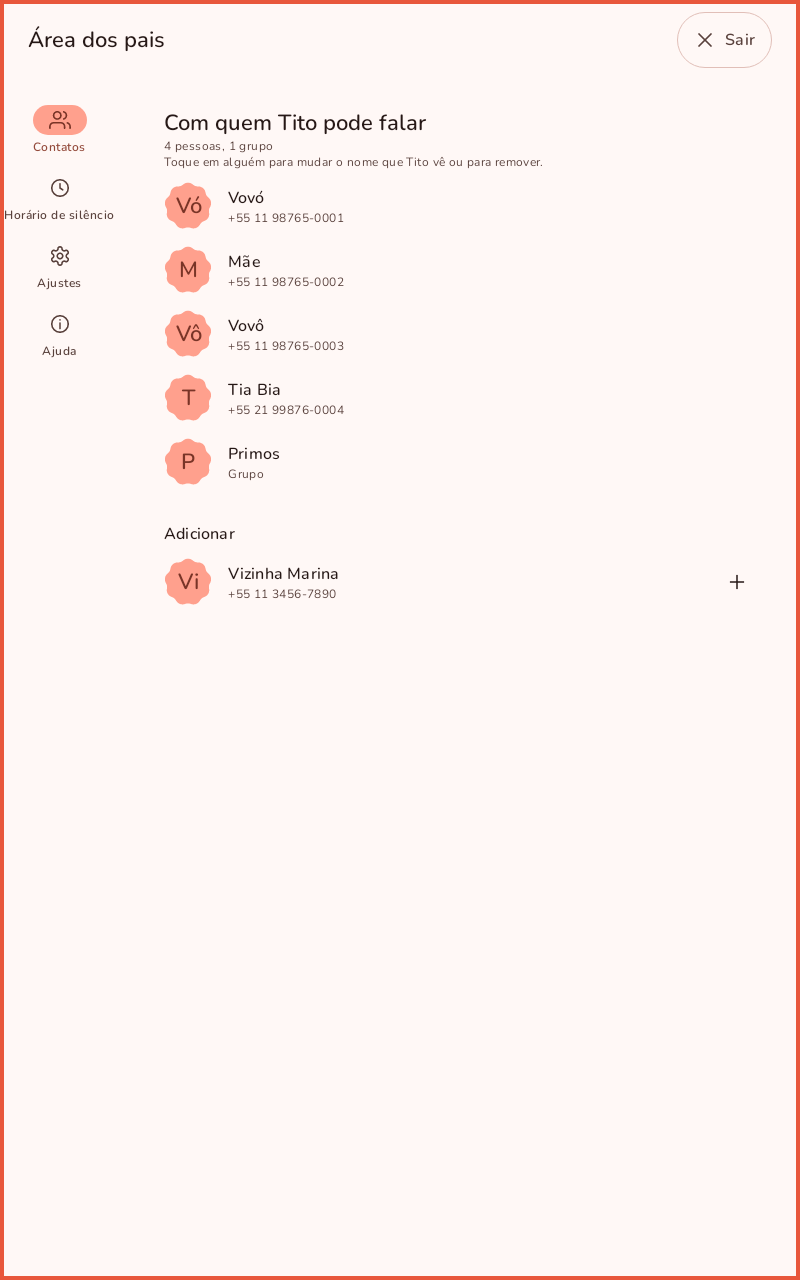 Área dos pais
Sair
Contatos
Horário de silêncio
Ajustes
Ajuda
Com quem Tito pode falar
4 pessoas, 1 grupo
Toque em alguém para mudar o nome que Tito vê ou para remover.
Vó
Vovó
+55 11 98765-0001
M
Mãe
+55 11 98765-0002
Vô
Vovô
+55 11 98765-0003
T
Tia Bia
+55 21 99876-0004
P
Primos
Grupo
Adicionar
Vi
Vizinha Marina
+55 11 3456-7890